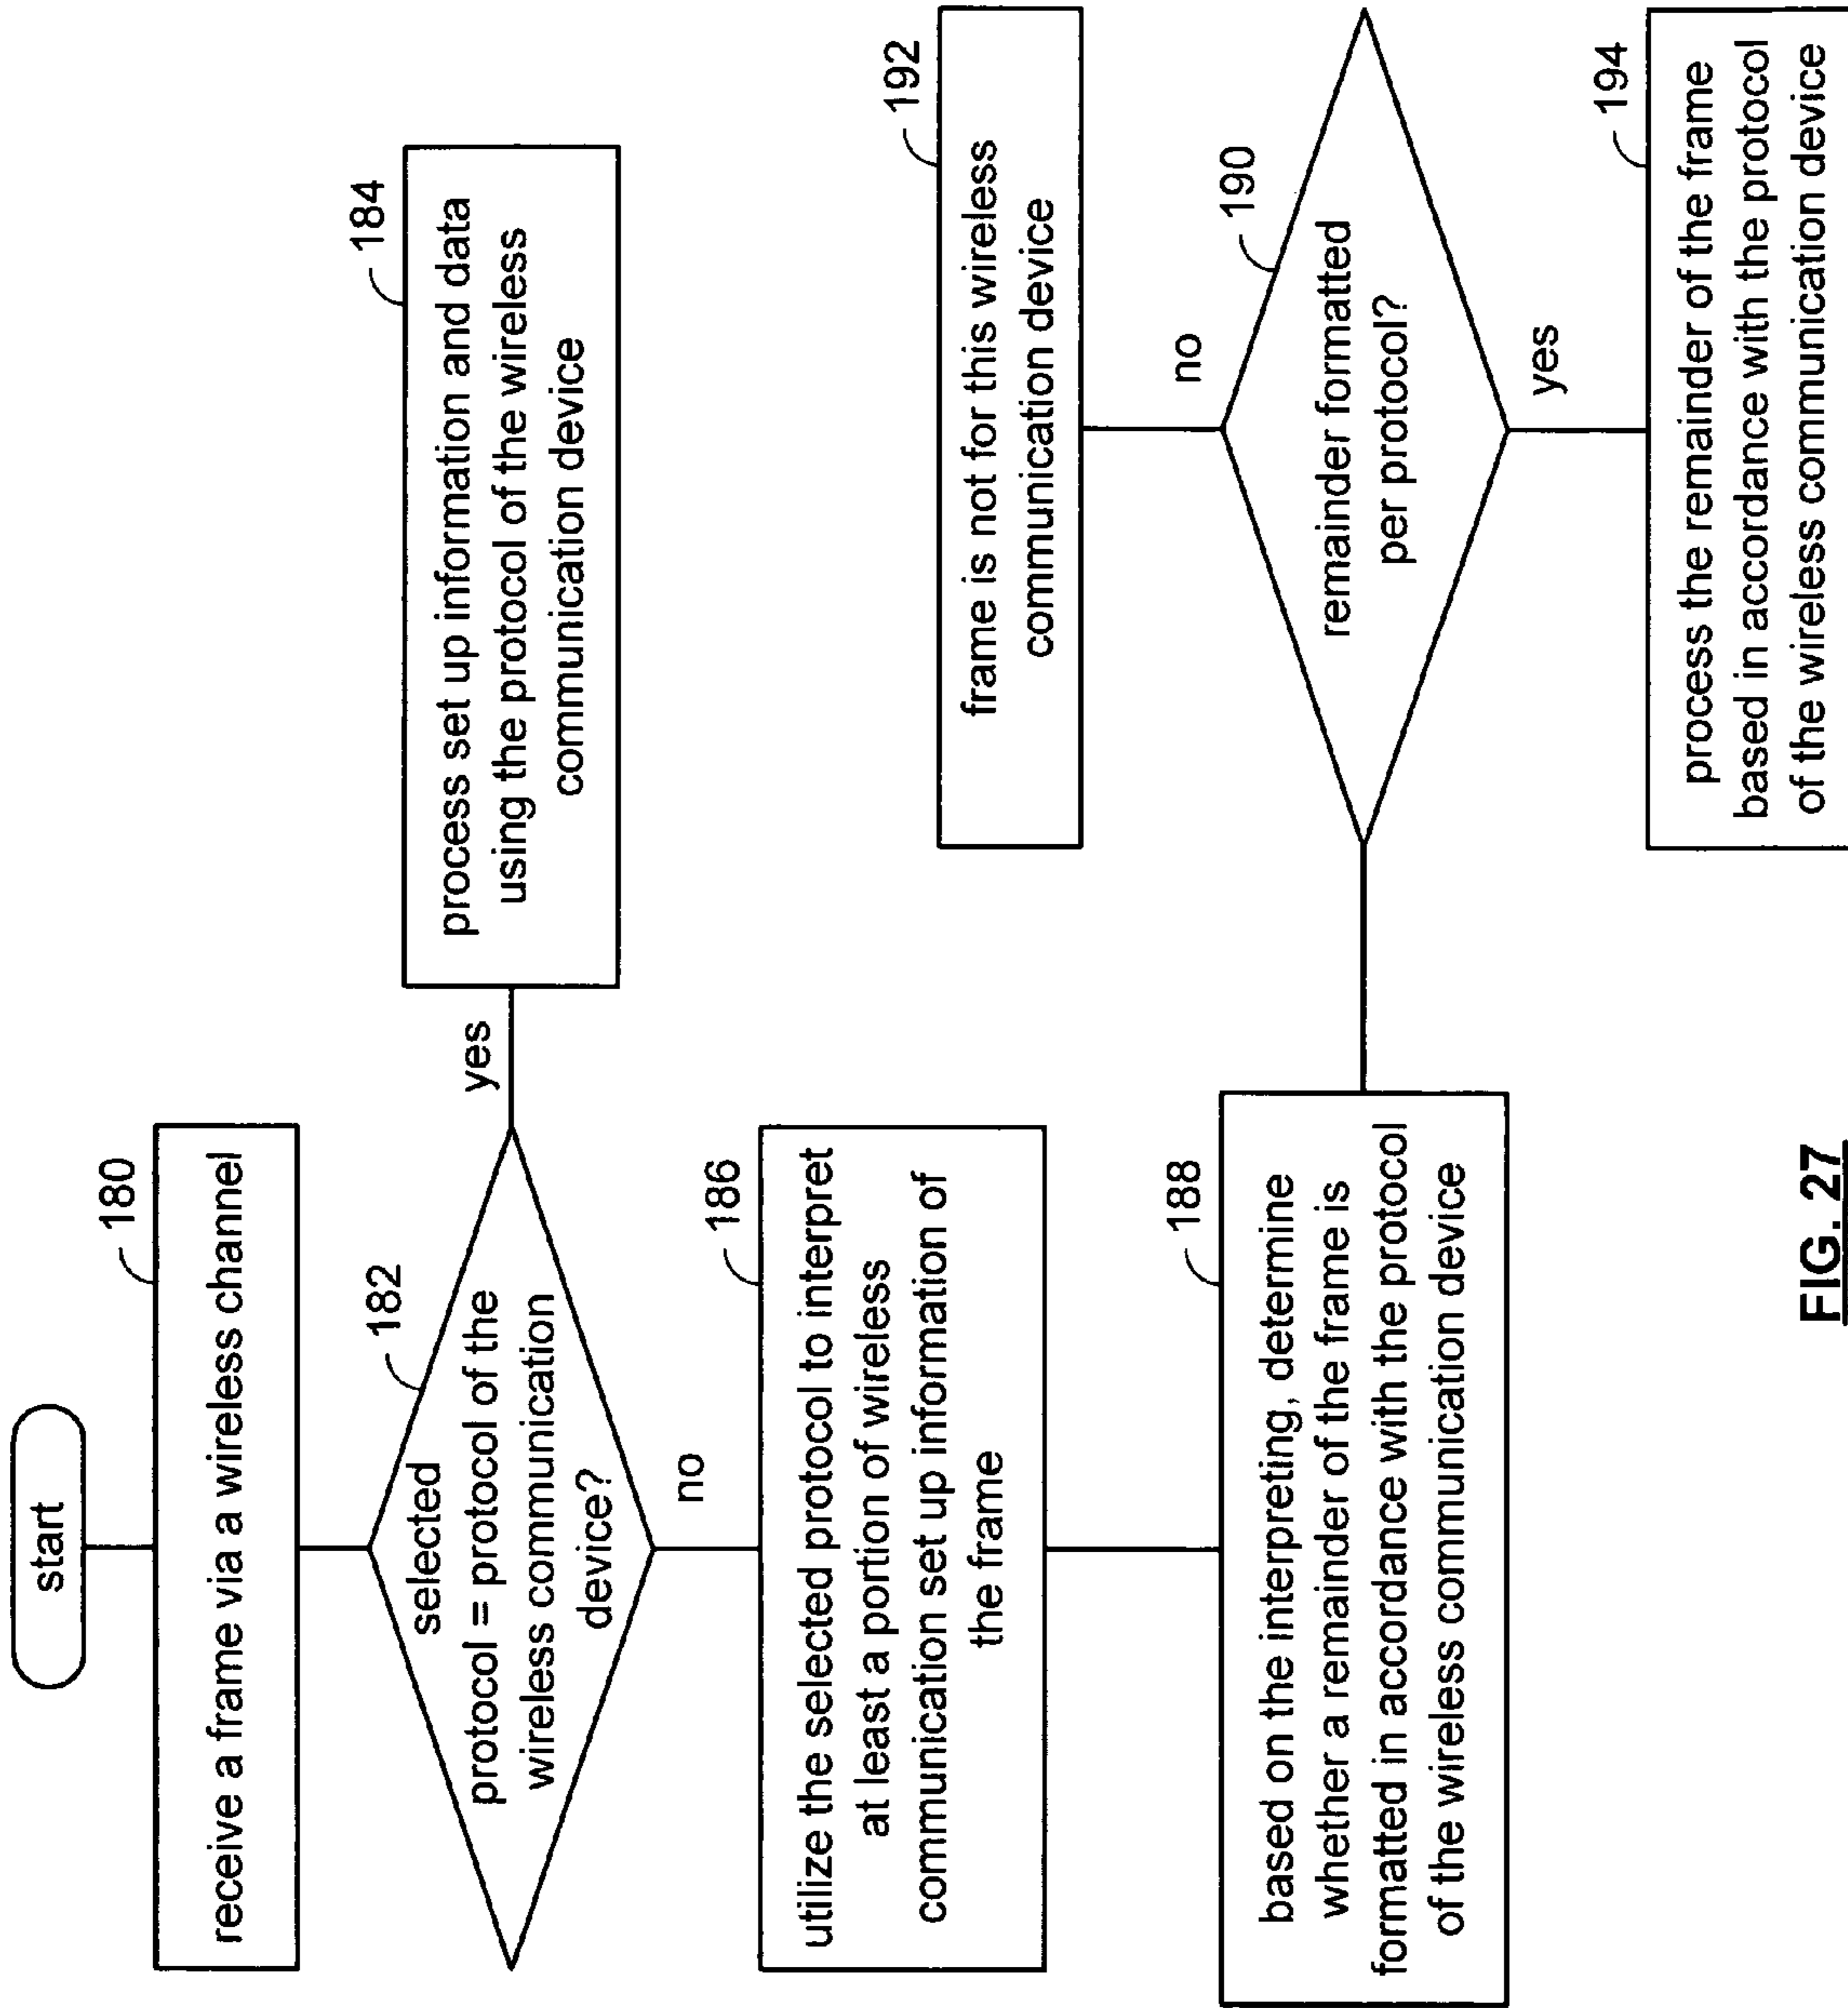 start
180
receive a frame via a wireless channel
182
selected
protocol = protocol of the
wireless communication
device?
yes
184
process set up information and data
using the protocol of the wireless
communication device
no
186
utilize the selected protocol to interpret
at least a portion of wireless
communication set up information of
the frame
188
based on the interpreting, determine
whether a remainder of the frame is
formatted in accordance with the protocol
of the wireless communication device
190
remainder formatted
per protocol?
no
192
frame is not for this wireless
communication device
yes
194
process the remainder of the frame
based in accordance with the protocol
of the wireless communication device
FIG. 27